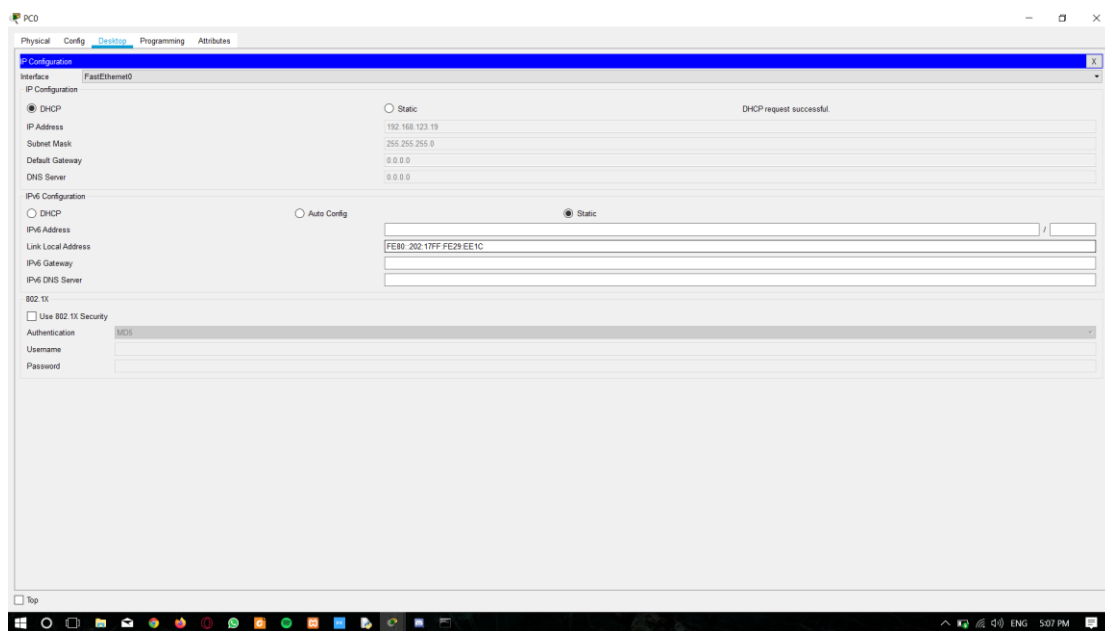 PC0
Physical Config Desktop Programming Attributes
IP Configuration X
Interface FastEthernet0
IP Configuration
DHCP Static DHCP request successful.
IP Address 192.168.123.19
Subnet Mask 255.255.255.0
Default Gateway 0.0.0.0
DNS Server 0.0.0.0
IPv6 Configuration
DHCP Auto Config Static
IPv6 Address /
Link Local Address FE80::202:17FF:FE29:EE1C
IPv6 Gateway
IPv6 DNS Server
802.1X
Use 802.1X Security
Authentication MD5
Username
Password
Top
ENG 5:07 PM